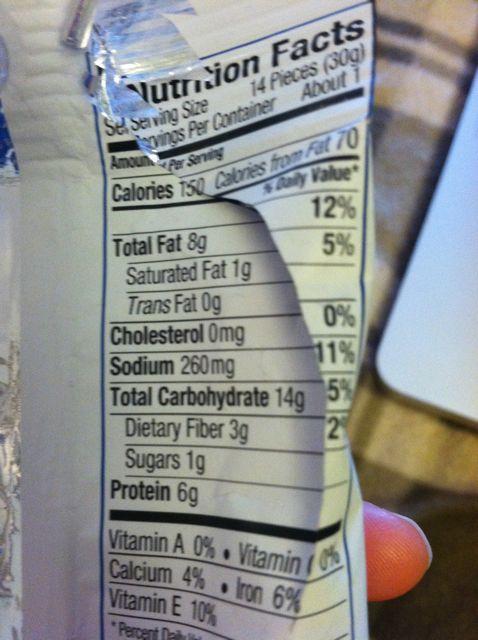 Nutrition Facts
Serving Size 14 Pieces (30g)
Servings Per Container About 1
Amount Per Serving
Calories 150 Calories from Fat 70
% Daily Value*
Total Fat 8g 12%
Saturated Fat 1g 5%
Trans Fat 0g
Cholesterol 0mg 0%
Sodium 260mg 11%
Total Carbohydrate 14g 5%
Dietary Fiber 3g
Sugars 1g
Protein 6g
Vitamin A 0% • Vitamin 0%
Calcium 4% • Iron 6%
Vitamin E 10%
* Percent Daily